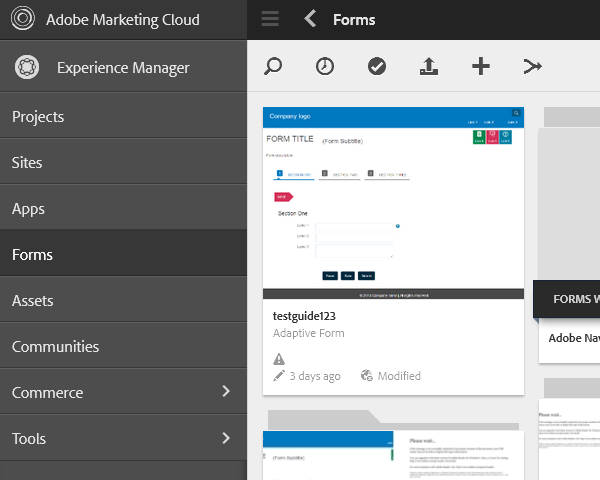 Adobe Marketing Cloud
Forms
Experience Manager
Projects
Sites
Apps
Forms
Assets
Communities
Commerce
Tools
Company logo
FORM TITLE (Form Subtitle)
Section One
testguide123
Adaptive Form
3 days ago Modified
FORMS W
Adobe Nav
(Form Subtitle)
Please wait...
Please wait...